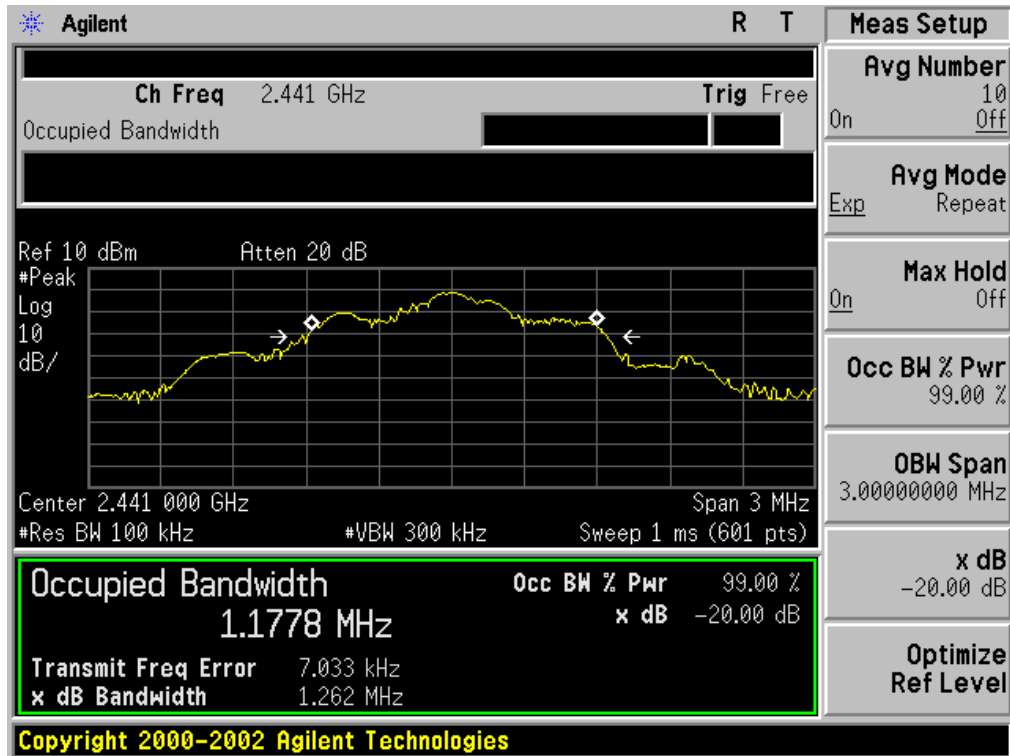 Agilent R T
Ch Freq 2.441 GHz Trig Free
Occupied Bandwidth
Ref 10 dBm Atten 20 dB
#Peak
Log
10
dB/
Center 2.441 000 GHz Span 3 MHz
#Res BW 100 kHz #VBW 300 kHz Sweep 1 ms (601 pts)
Occupied Bandwidth Occ BW % Pwr 99.00 %
1.1778 MHz x dB -20.00 dB
Transmit Freq Error 7.033 kHz
x dB Bandwidth 1.262 MHz
Copyright 2000-2002 Agilent Technologies
Meas Setup
Avg Number
10
On Off
Avg Mode
Exp Repeat
Max Hold
On Off
Occ BW % Pwr
99.00 %
OBW Span
3.00000000 MHz
x dB
-20.00 dB
Optimize
Ref Level